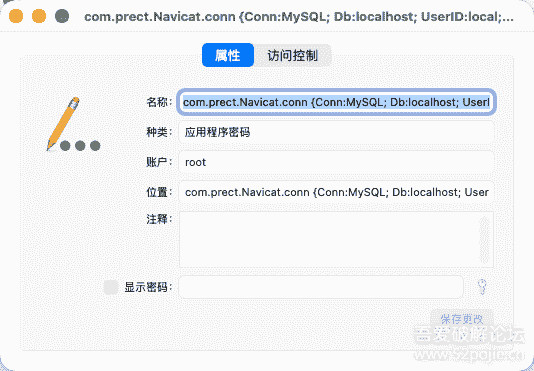 com.prect.Navicat.conn {Conn:MySQL; Db:localhost; UserID:local;...
属性 访问控制
名称: com.prect.Navicat.conn {Conn:MySQL; Db:localhost; UserI
种类: 应用程序密码
账户: root
位置: com.prect.Navicat.conn {Conn:MySQL; Db:localhost; User
注释:
显示密码:
保存更改
吾爱破解论坛
www.52pojie.cn